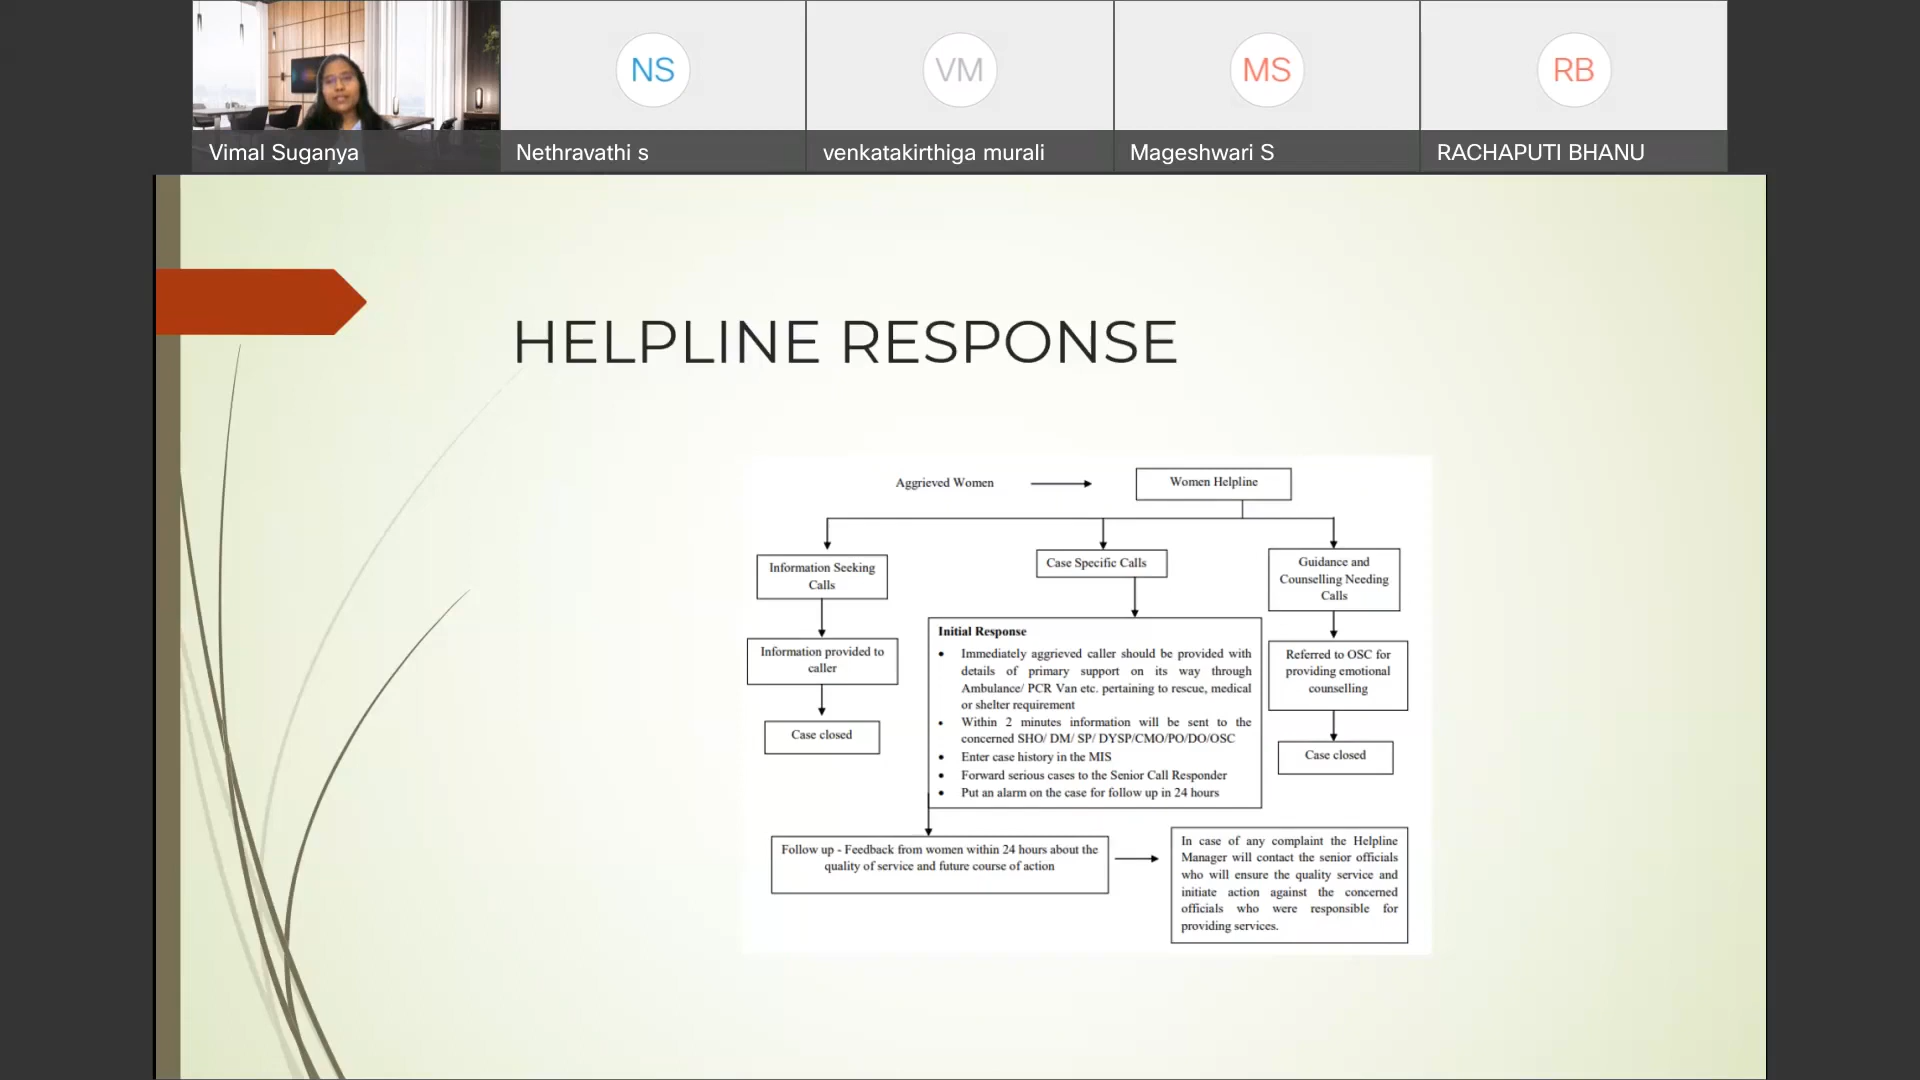 NS
VM
MS
RB
Vimal Suganya
Nethravathi s
venkatakirthiga murali
Mageshwari S
RACHAPUTI BHANU
HELPLINE RESPONSE
Aggrieved Women
Women Helpline
Information Seeking
Calls
Case Specific Calls
Guidance and
Counselling Needing
Calls
Information provided to
caller
Case closed
Initial Response
• Immediately aggrieved caller should be provided with
details of primary support on its way through
Ambulance/ PCR Van etc. pertaining to rescue, medical
or shelter requirement
• Within 2 minutes information will be sent to the
concerned SHO/ DM/ SP/ DYSP/CMO/PO/DO/OSC
• Enter case history in the MIS
• Forward serious cases to the Senior Call Responder
• Put an alarm on the case for follow up in 24 hours
Referred to OSC for
providing emotional
counselling
Case closed
Follow up - Feedback from women within 24 hours about the
quality of service and future course of action
In case of any complaint the Helpline
Manager will contact the senior officials
who will ensure the quality service and
initiate action against the concerned
officials who were responsible for
providing services.